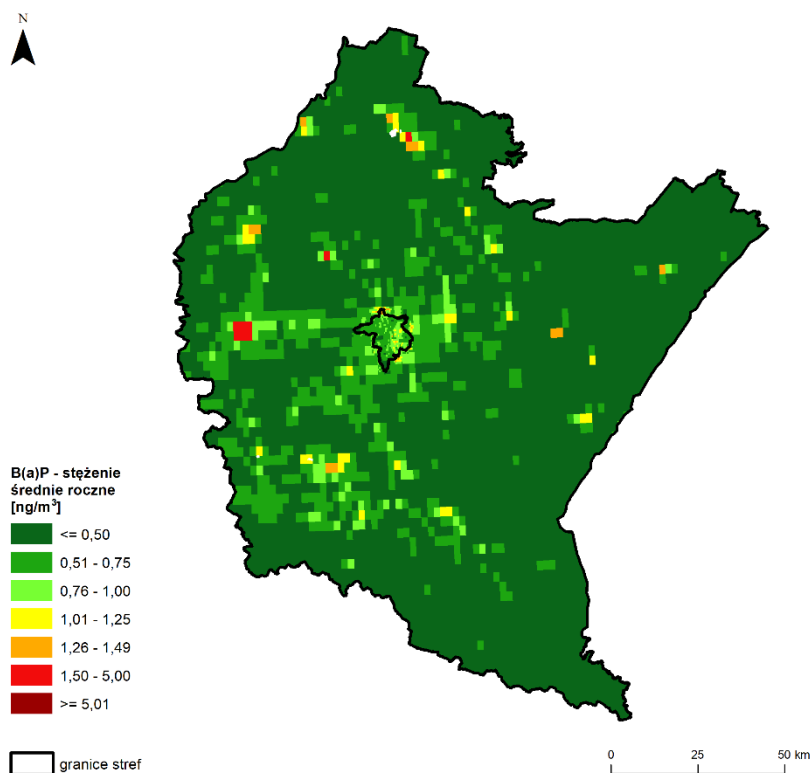 N
B(a)P - stężenie
średnie roczne
[ng/m³]
<= 0,50
0,51 - 0,75
0,76 - 1,00
1,01 - 1,25
1,26 - 1,49
1,50 - 5,00
>= 5,01
granice stref
0 25 50 km